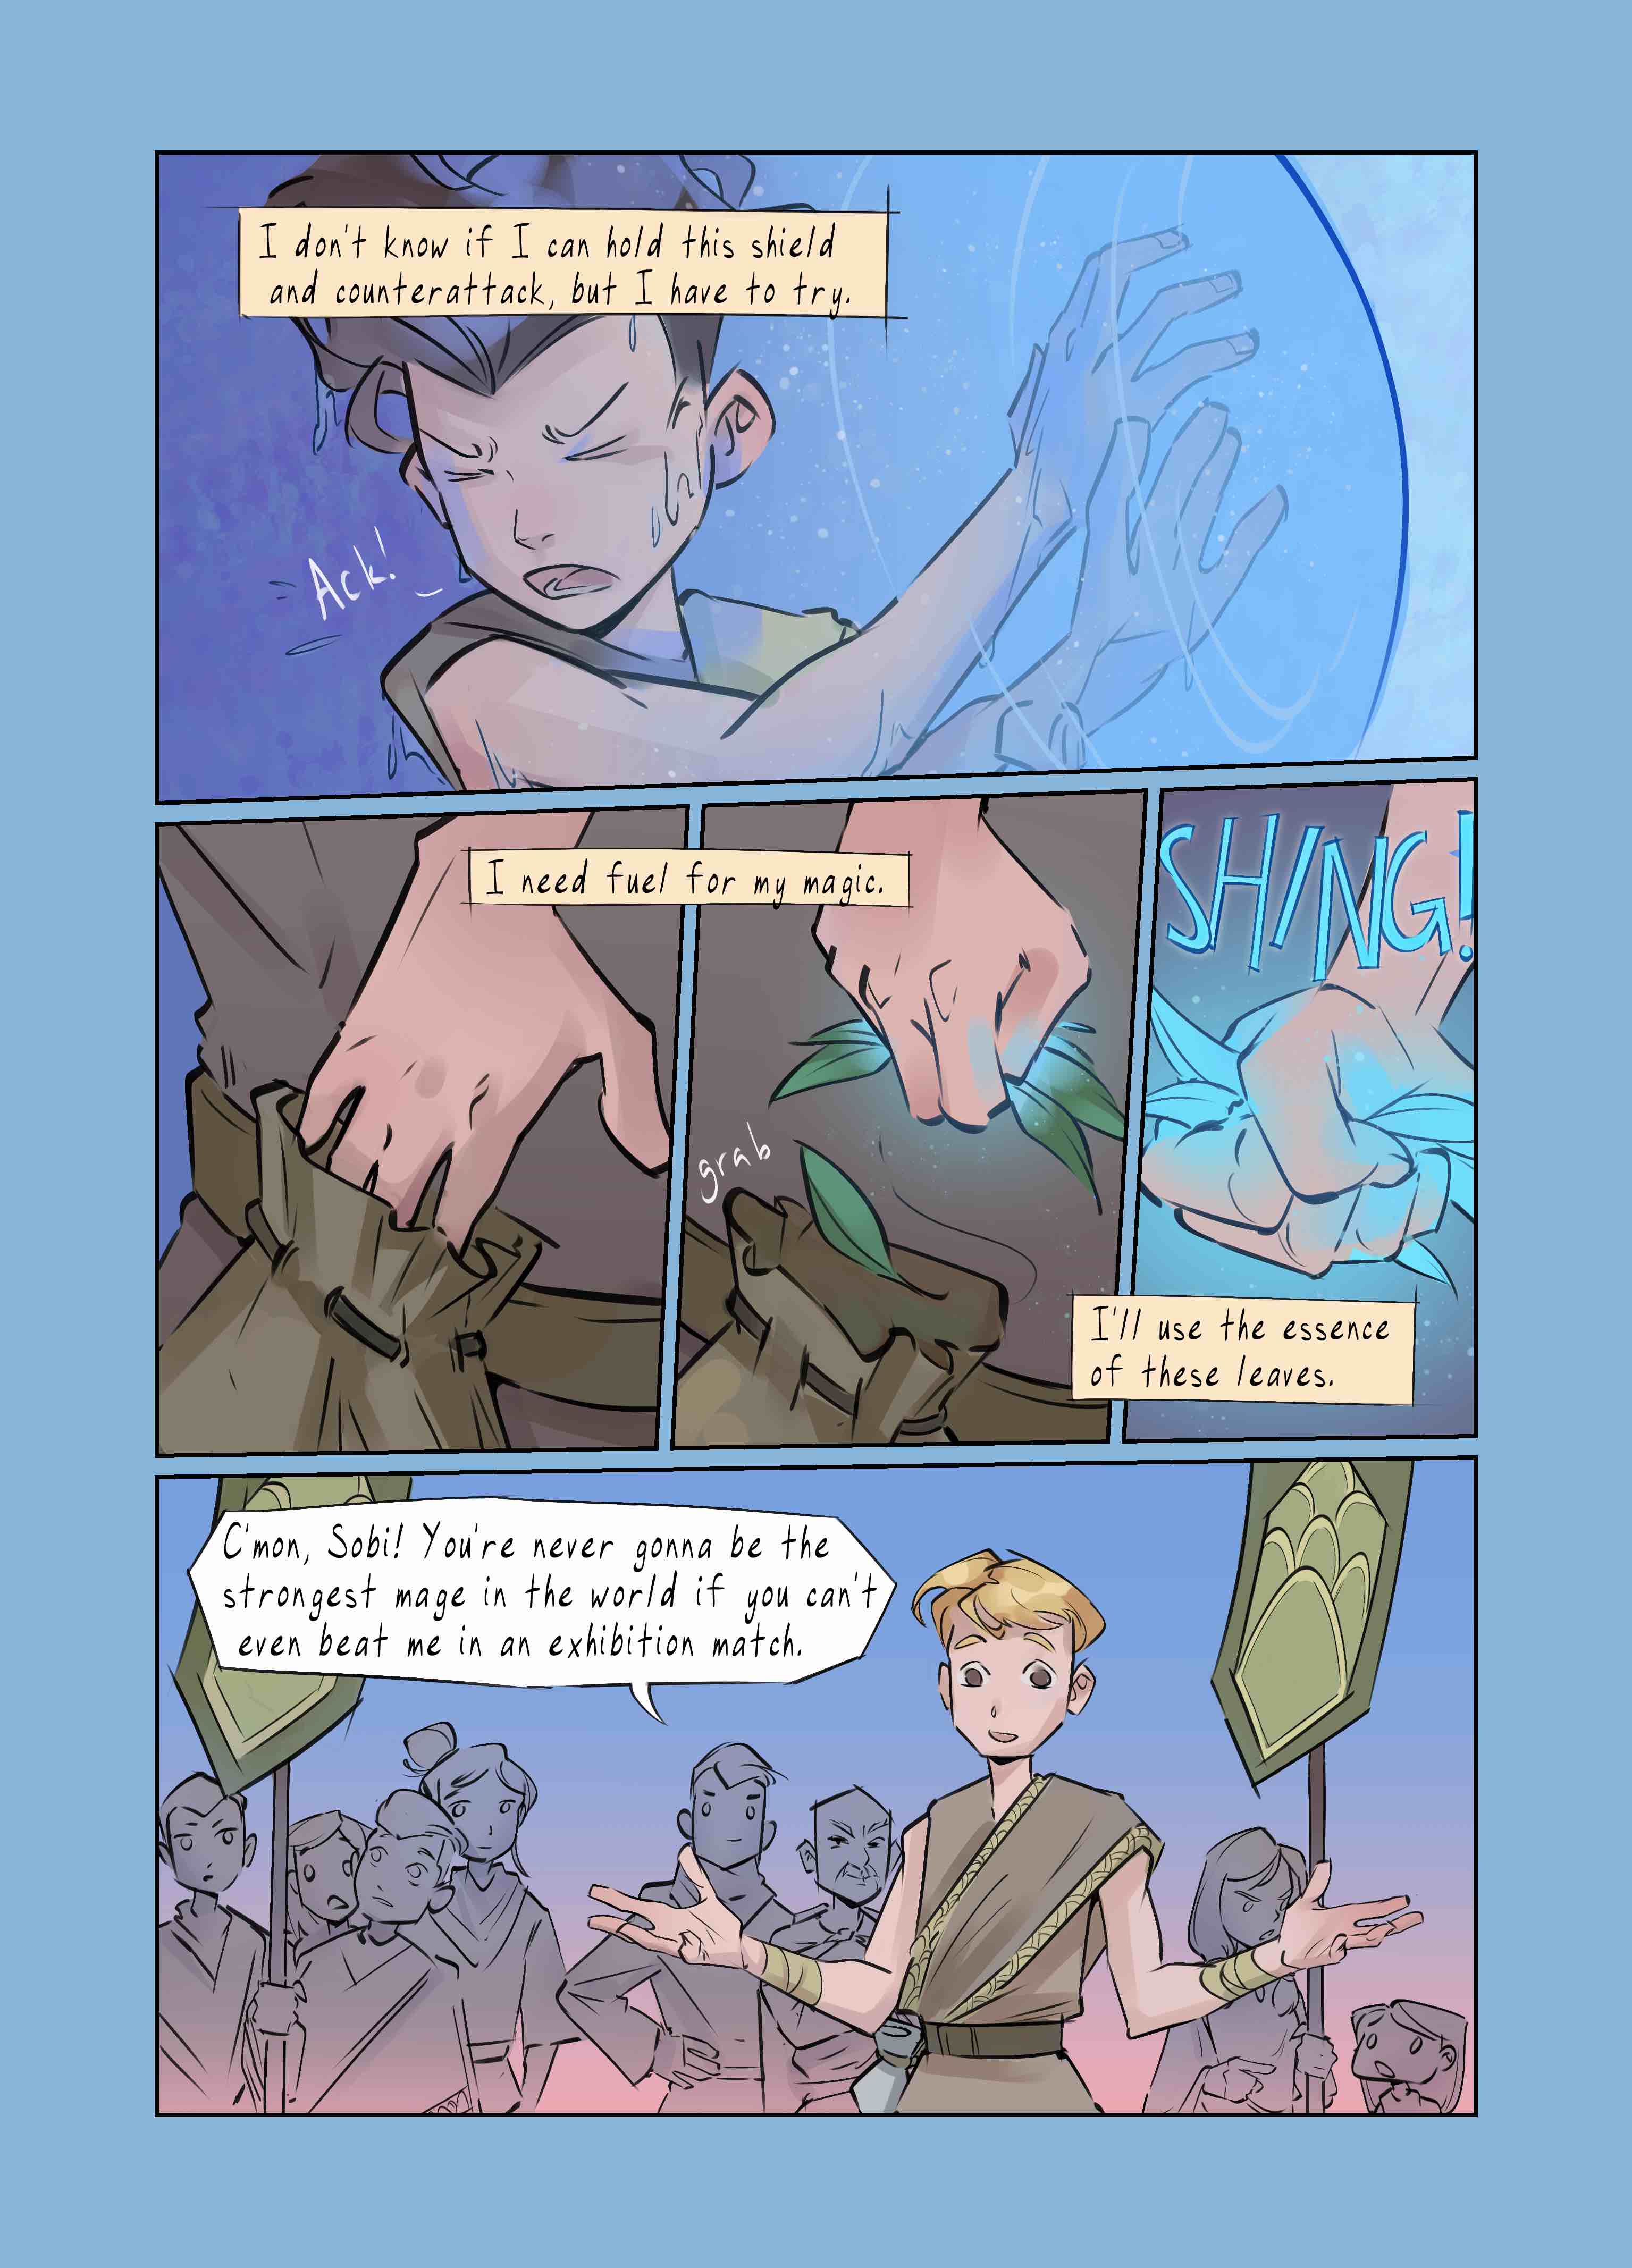 I don't know if I can hold this shield
and counterattack, but I have to try.
Ack!
I need fuel for my magic.
grab
SHING!
I'll use the essence
of these leaves.
C'mon, Sobi! You're never gonna be the
strongest mage in the world if you can't
even beat me in an exhibition match.